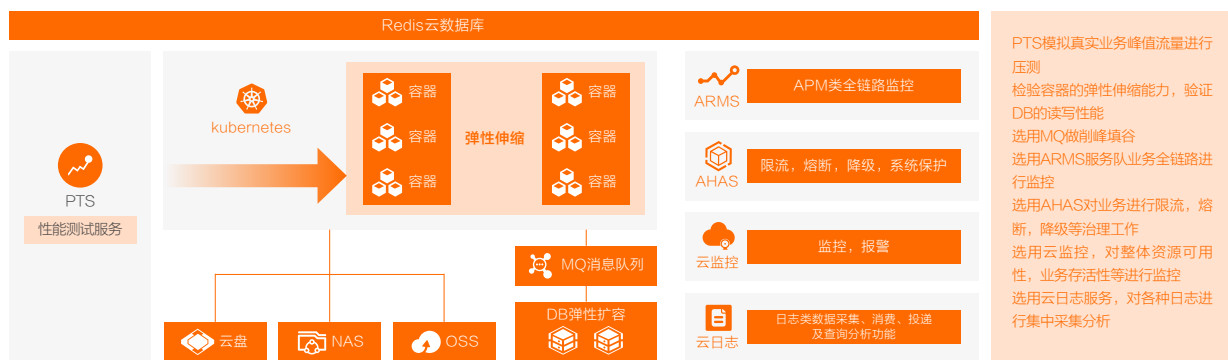 Redis云数据库
PTS
性能测试服务
kubernetes
容器
容器
容器
弹性伸缩
容器
容器
容器
MQ消息队列
DB弹性扩容
云盘
NAS
OSS
ARMS
APM类全链路监控
AHAS
限流，熔断，降级，系统保护
云监控
监控，报警
云日志
日志类数据采集、消费、投递
及查询分析功能
PTS模拟真实业务峰值流量进行
压测
检验容器的弹性伸缩能力，验证
DB的读写性能
选用MQ做削峰填谷
选用ARMS服务队业务全链路进
行监控
选用AHAS对业务进行限流，熔
断，降级等治理工作
选用云监控，对整体资源可用
性，业务存活性等进行监控
选用云日志服务，对各种日志进
行集中采集分析